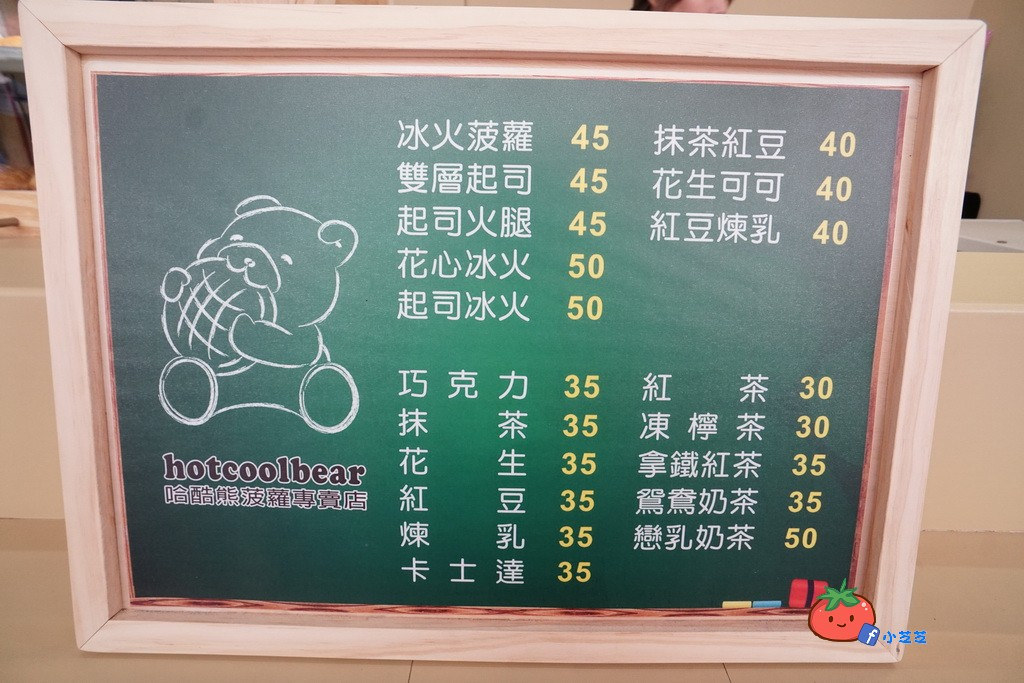 冰火菠蘿 45
雙層起司 45
起司火腿 45
花心冰火 50
起司冰火 50
抹茶紅豆 40
花生可可 40
紅豆煉乳 40
巧克力 35
抹茶 35
花生 35
紅豆 35
煉乳 35
卡士達 35
紅茶 30
凍檸茶 30
拿鐵紅茶 35
鴛鴦奶茶 35
戀乳奶茶 50
hotcoolbear
哈酷熊菠蘿專賣店
f 小芝芝